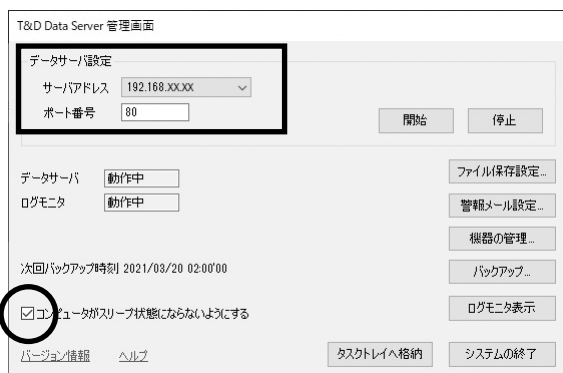 T&D Data Server 管理画面
データサーバ設定
サーバアドレス 192.168.XX.XX
ポート番号 80
開始 停止
データサーバ 動作中
ログモニタ 動作中
ファイル保存設定...
警報メール設定...
機器の管理...
次回バックアップ時刻 2021/03/20 02:00'00
バックアップ...
コンピュータがスリープ状態にならないようにする
ログモニタ表示
バージョン情報 ヘルプ タスクトレイへ格納 システムの終了